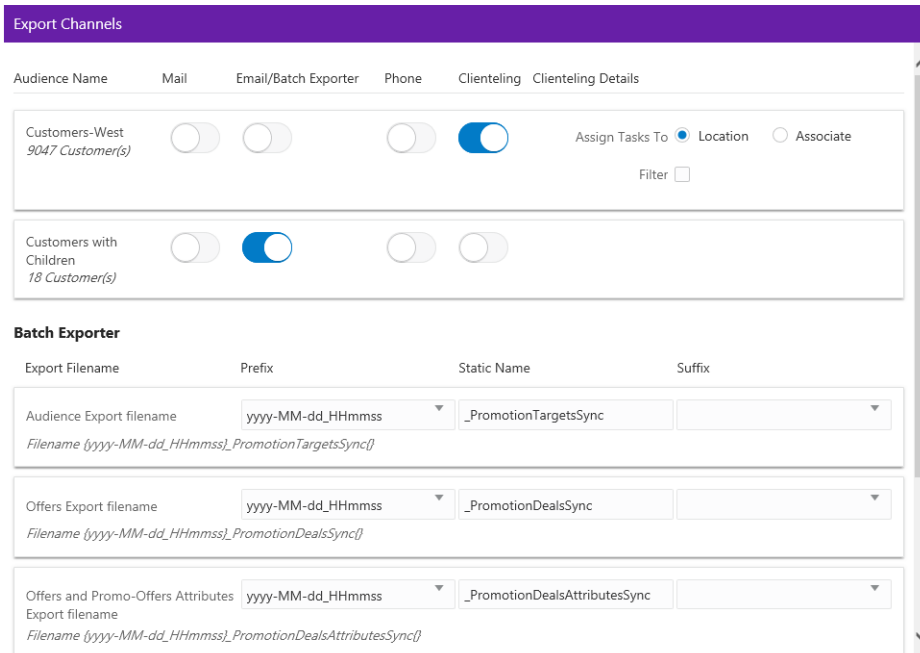 Export Channels
Audience Name Mail Email/Batch Exporter Phone Clienteling Clienteling Details
Customers-West
9047 Customer(s)
Assign Tasks To Location Associate
Filter
Customers with
Children
18 Customer(s)
Batch Exporter
Export Filename Prefix Static Name Suffix
Audience Export filename yyyy-MM-dd_HHmmss _PromotionTargetsSync
Filename {yyyy-MM-dd_HHmmss}_PromotionTargetsSync{}
Offers Export filename yyyy-MM-dd_HHmmss _PromotionDealsSync
Filename {yyyy-MM-dd_HHmmss}_PromotionDealsSync{}
Offers and Promo-Offers Attributes yyyy-MM-dd_HHmmss _PromotionDealsAttributesSync
Export filename
Filename {yyyy-MM-dd_HHmmss}_PromotionDealsAttributesSync{}